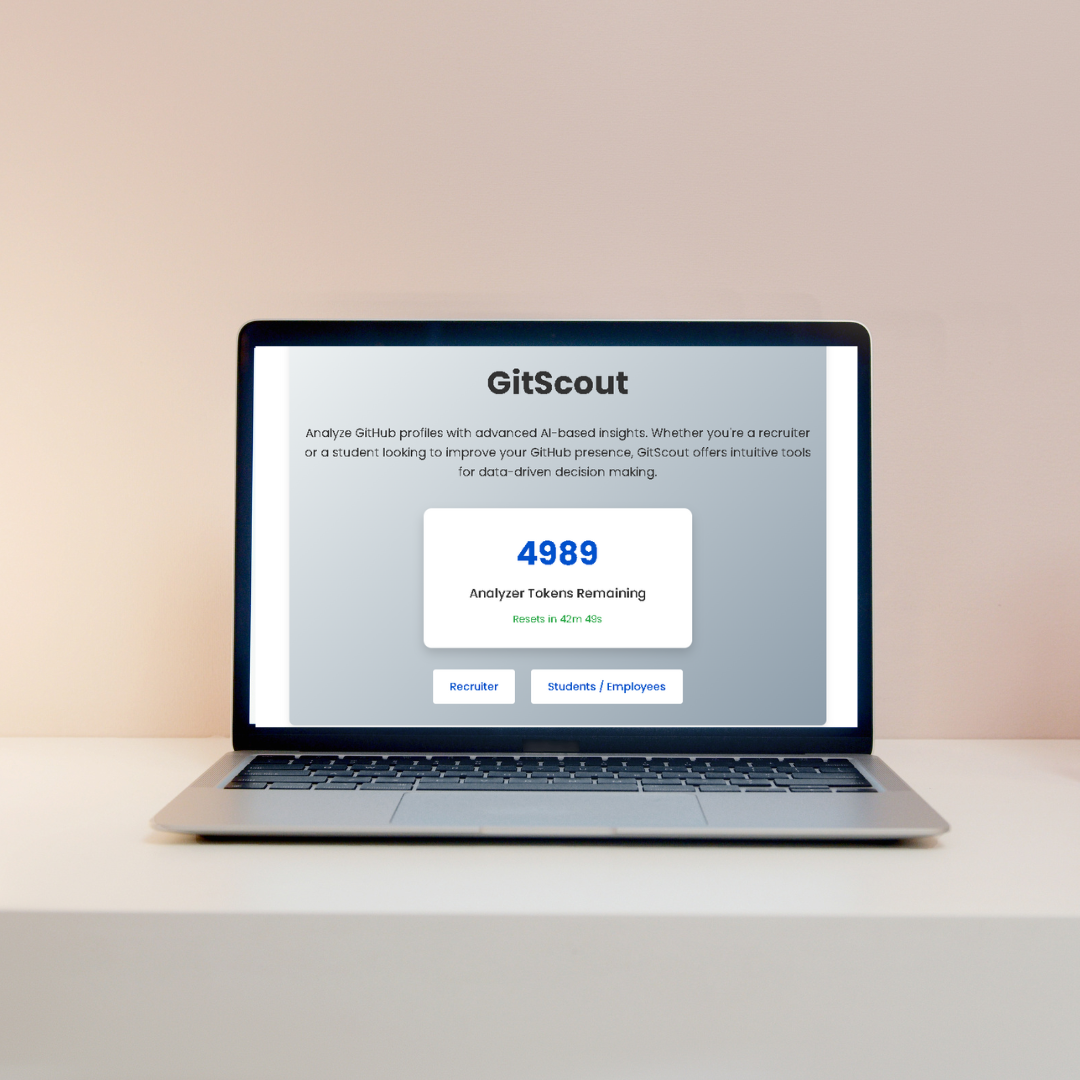 GitScout
Analyze GitHub profiles with advanced AI-based insights. Whether you're a recruiter
or a student looking to improve your GitHub presence, GitScout offers intuitive tools
for data-driven decision making.
4989
Analyzer Tokens Remaining
Resets in 42m 49s
Recruiter
Students / Employees